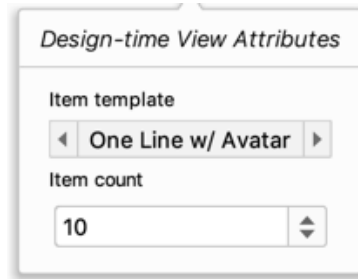 Design-time View Attributes
Item template
One Line w/ Avatar
Item count
10